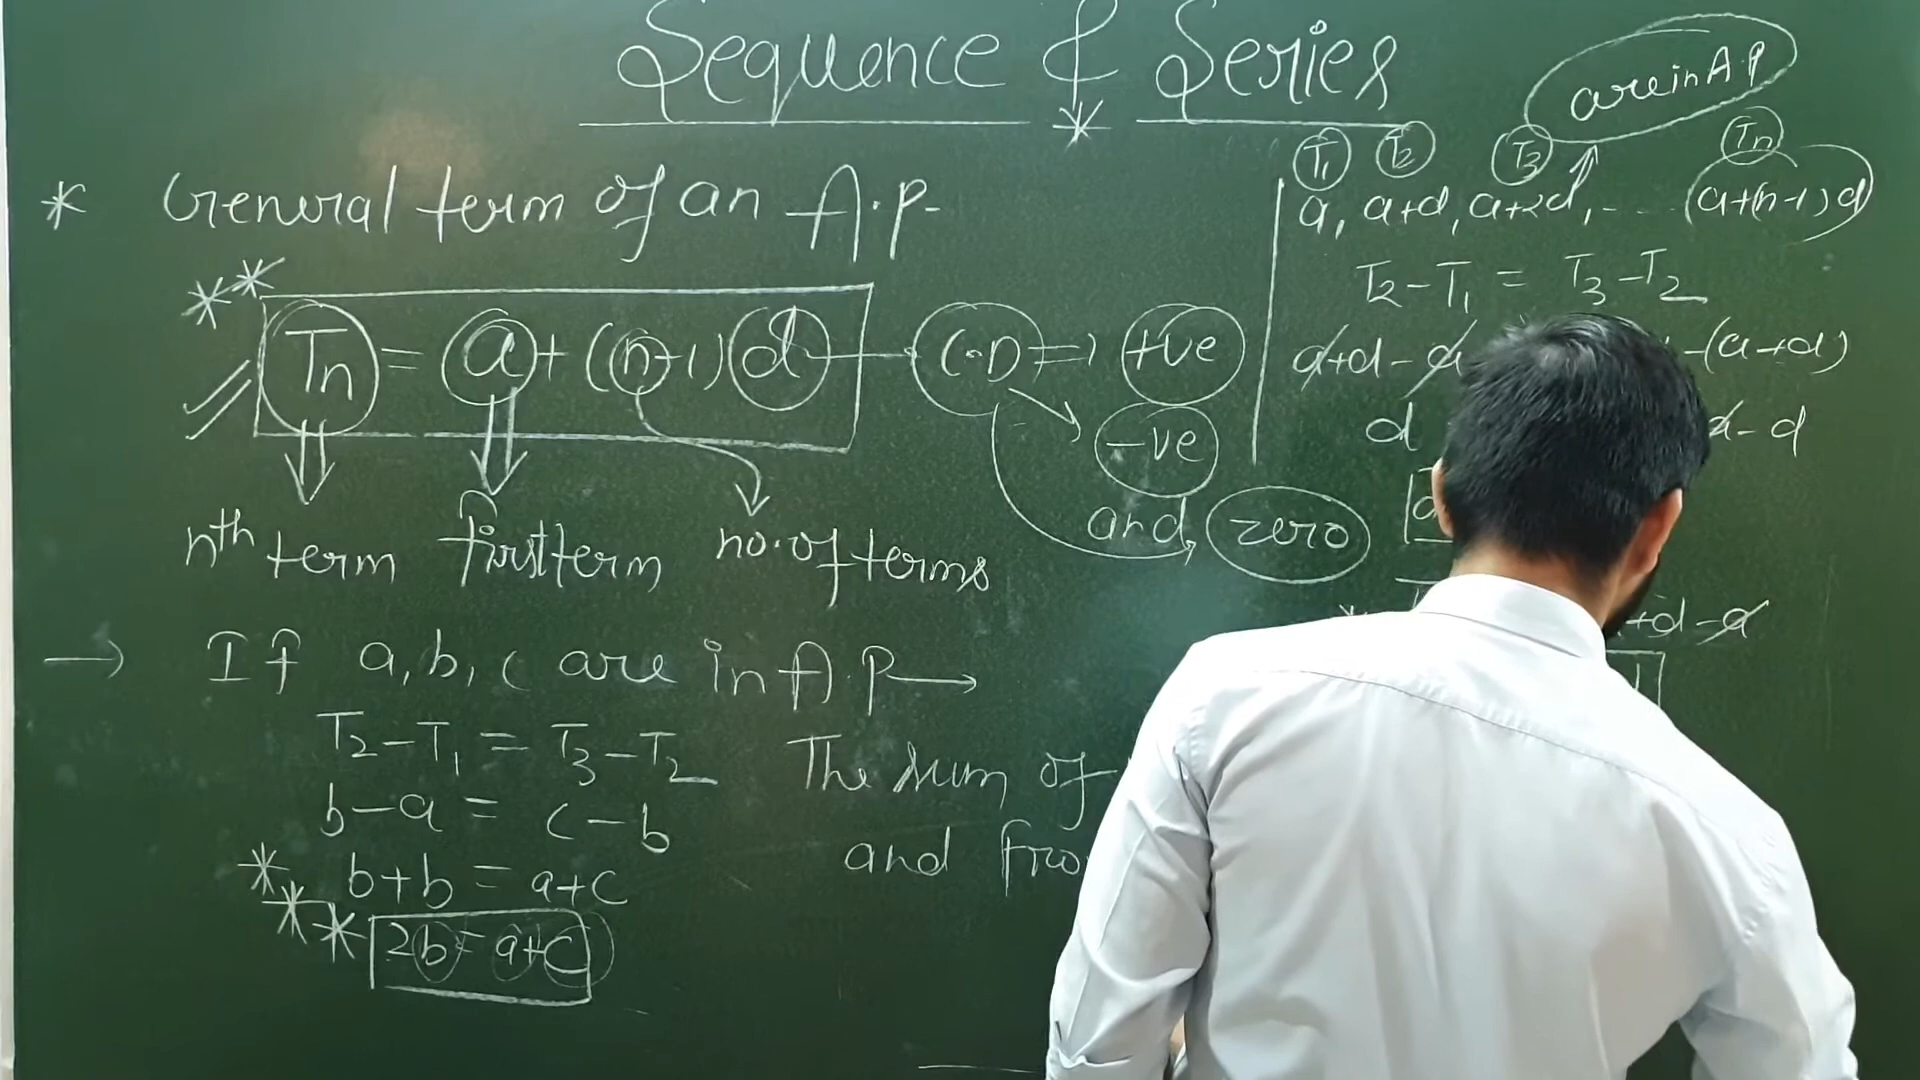 Sequence & Series
* General term of an A.P.
** Tn = a + (n-1)d — C.D => +ve
-ve
and zero
nth term first term no. of terms
→ If a, b, c are in A.P →
T2-T1 = T3-T2
b-a = c-b
b+b = a+c
*** 2b = a+c
The sum of
and
are in A.P
T1 T2 T3 Tn
a, a+d, a+2d, ... (a+(n-1)d)
T2-T1 = T3-T2
a+d-a -(a+d)
d - d
+d-a